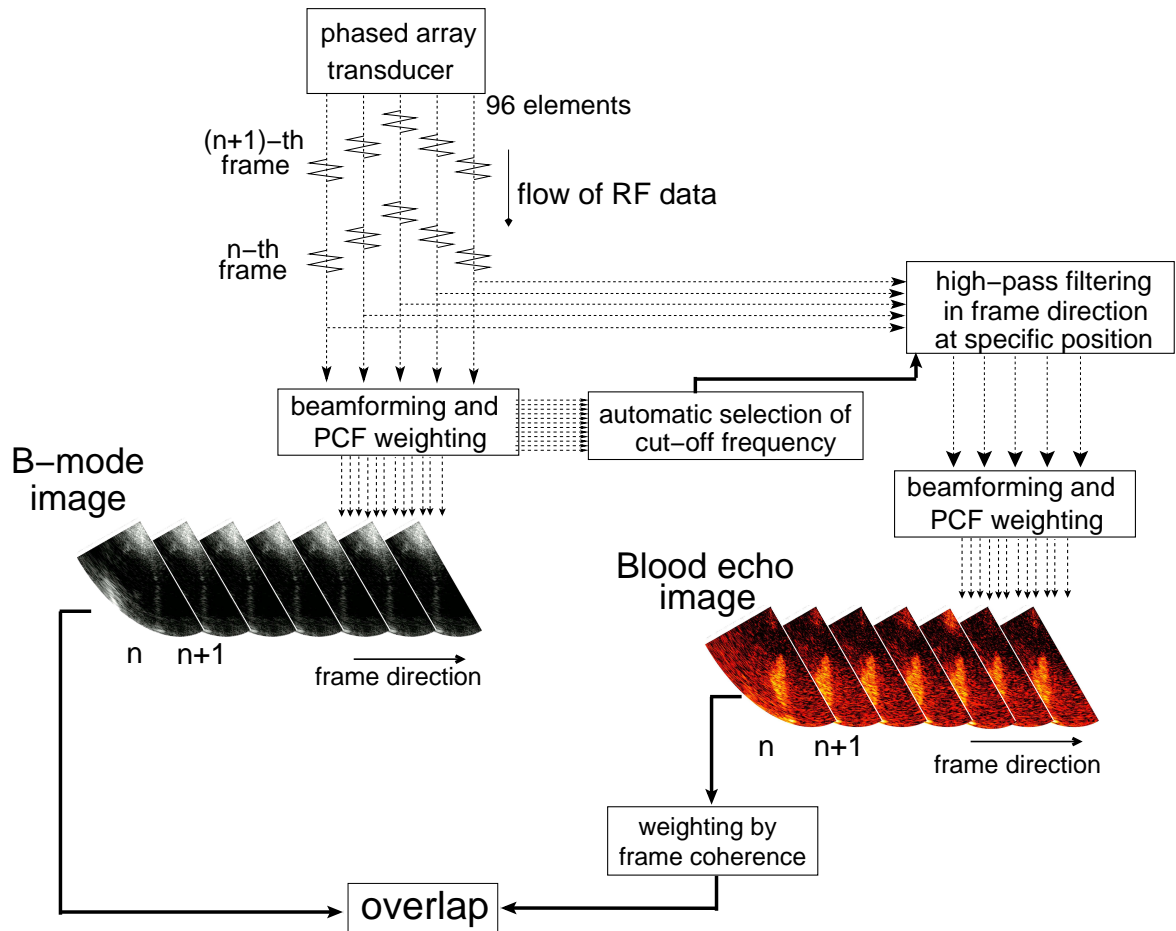 phased array
transducer
96 elements
(n+1)−th
frame
flow of RF data
n−th
frame
high−pass filtering
in frame direction
at specific position
beamforming and
PCF weighting
automatic selection of
cut−off frequency
B−mode
image
beamforming and
PCF weighting
Blood echo
image
n n+1
frame direction
n n+1
frame direction
weighting by
frame coherence
overlap